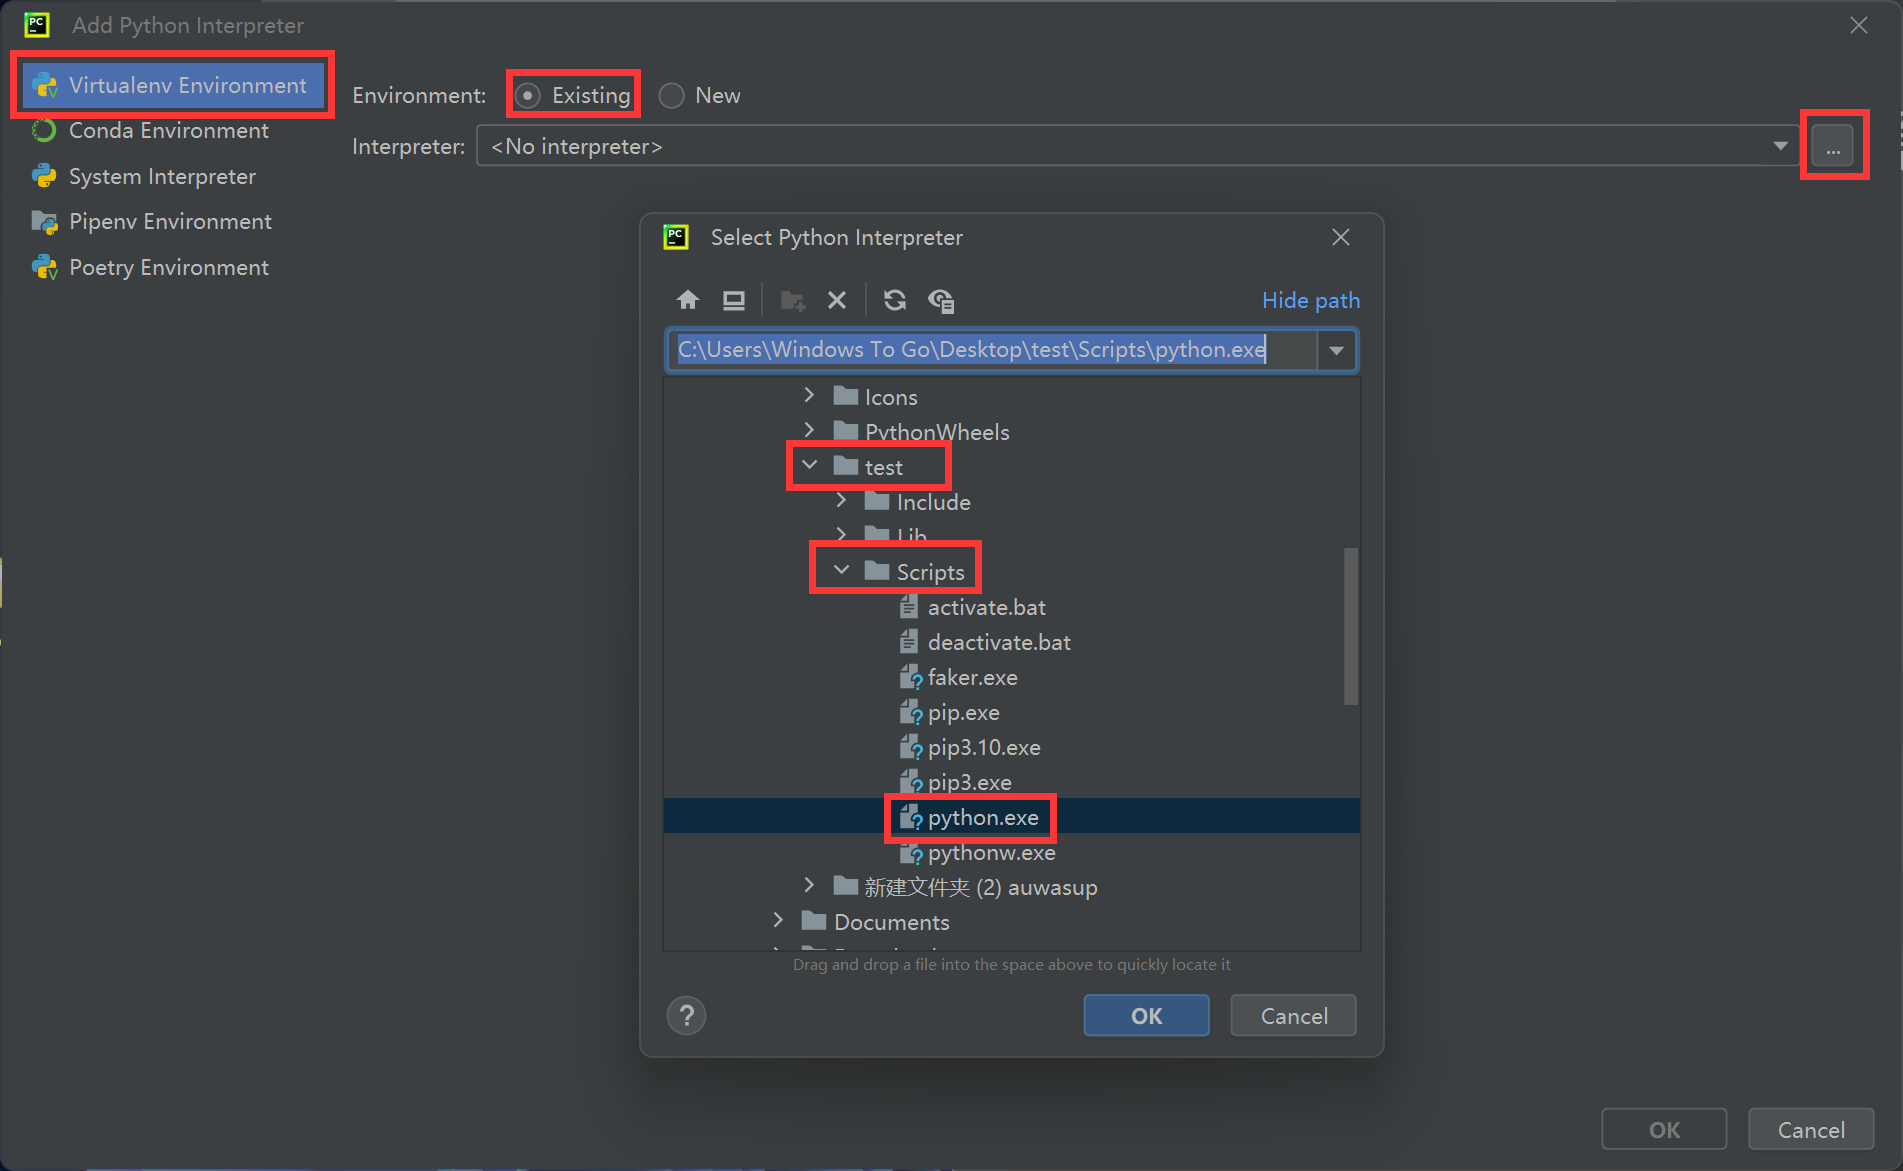 Add Python Interpreter
Virtualenv Environment
Conda Environment
System Interpreter
Pipenv Environment
Poetry Environment
Environment: Existing New
Interpreter: <No interpreter> ...
Select Python Interpreter
Hide path
C:\Users\Windows To Go\Desktop\test\Scripts\python.exe
Icons
PythonWheels
test
Include
Lib
Scripts
activate.bat
deactivate.bat
faker.exe
pip.exe
pip3.10.exe
pip3.exe
python.exe
pythonw.exe
新建文件夹 (2) auwasup
Documents
Drag and drop a file into the space above to quickly locate it
? OK Cancel
OK Cancel